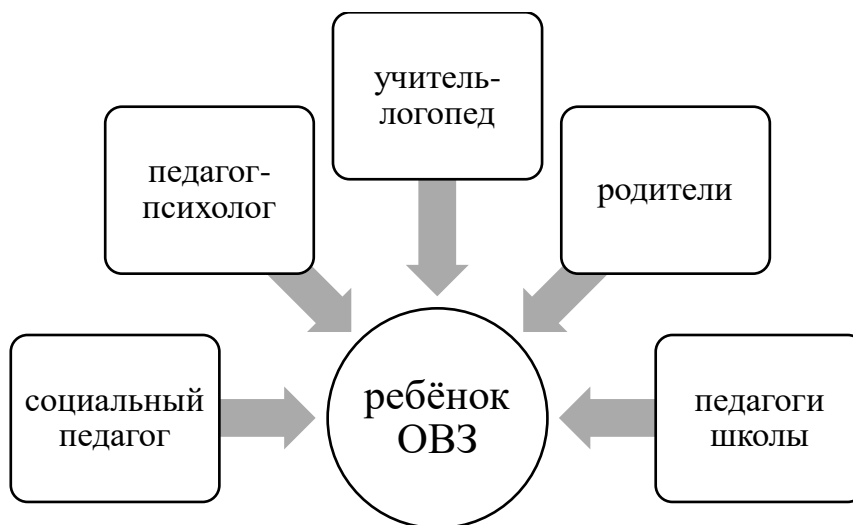 учитель-
логопед
педагог-
психолог
родители
социальный
педагог
ребёнок
ОВЗ
педагоги
школы